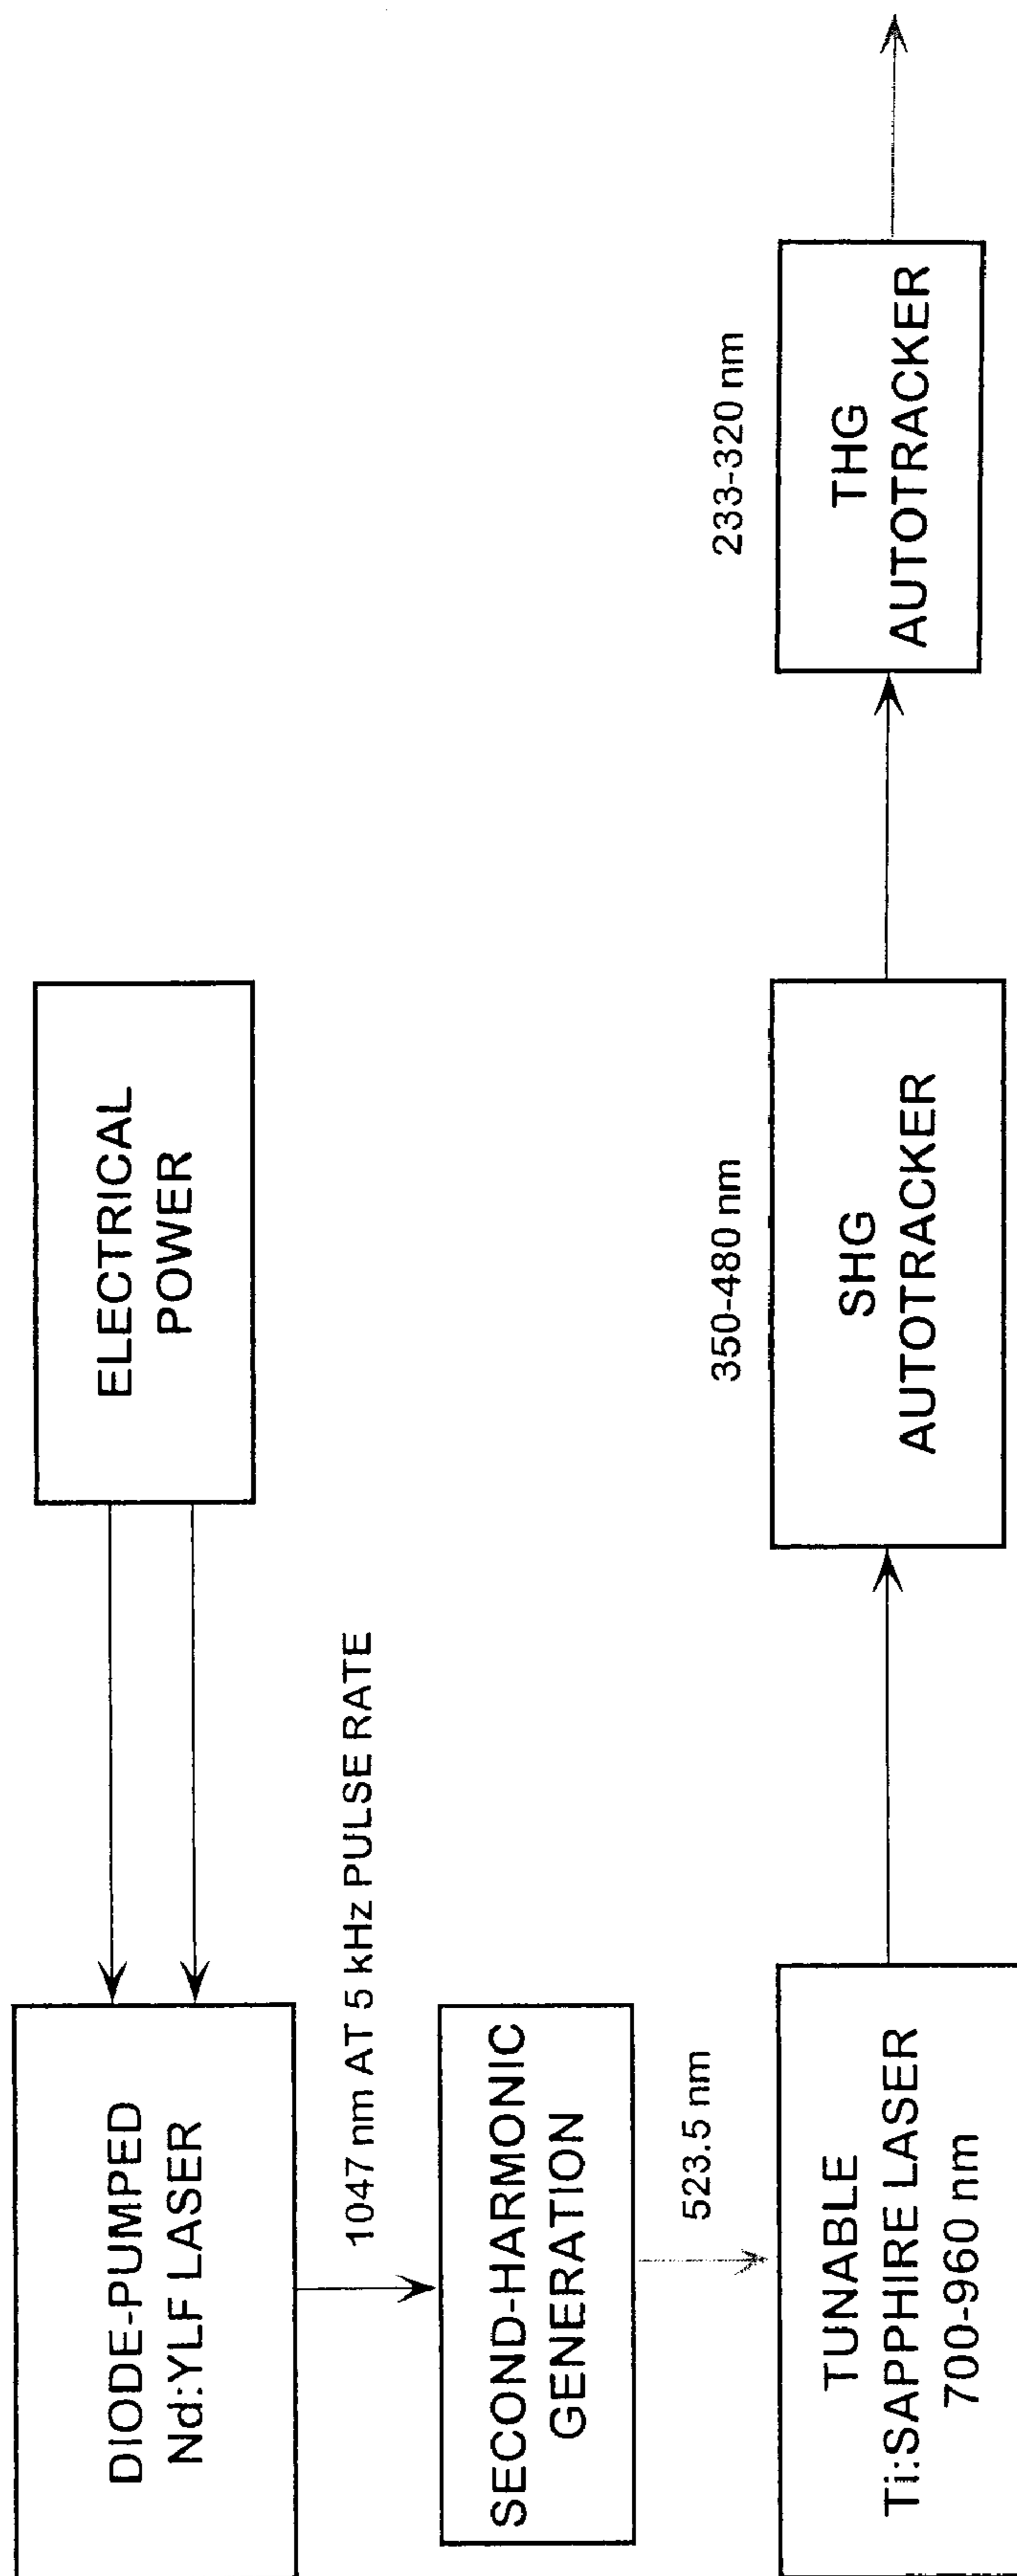 ELECTRICAL
POWER
DIODE-PUMPED
Nd:YLF LASER
1047 nm AT 5 kHz PULSE RATE
SECOND-HARMONIC
GENERATION
523.5 nm
TUNABLE
Ti:SAPPHIRE LASER
700-960 nm
350-480 nm
SHG
AUTOTRACKER
233-320 nm
THG
AUTOTRACKER